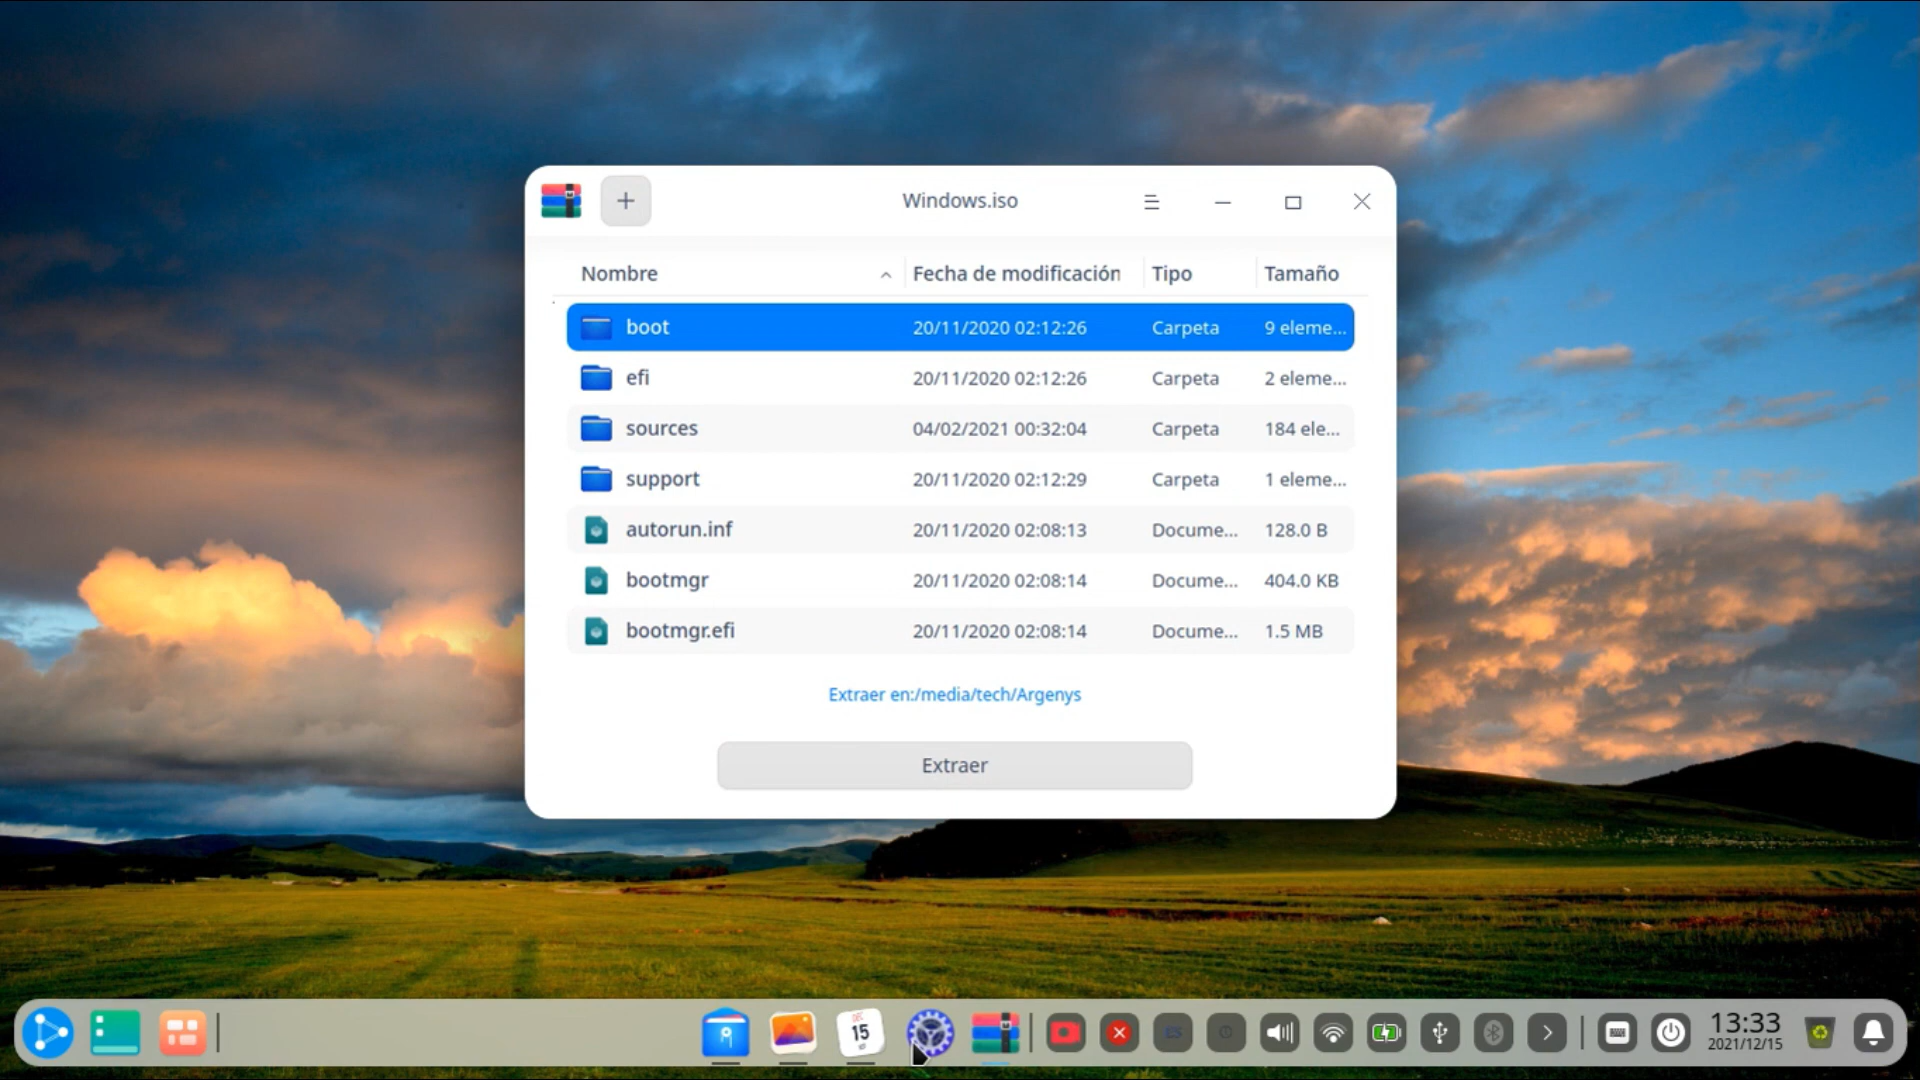 Windows.iso
Nombre Fecha de modificación Tipo Tamaño
boot 20/11/2020 02:12:26 Carpeta 9 eleme...
efi 20/11/2020 02:12:26 Carpeta 2 eleme...
sources 04/02/2021 00:32:04 Carpeta 184 ele...
support 20/11/2020 02:12:29 Carpeta 1 eleme...
autorun.inf 20/11/2020 02:08:13 Docume... 128.0 B
bootmgr 20/11/2020 02:08:14 Docume... 404.0 KB
bootmgr.efi 20/11/2020 02:08:14 Docume... 1.5 MB
Extraer en:/media/tech/Argenys
Extraer
DEC
15
ES
13:33
2021/12/15